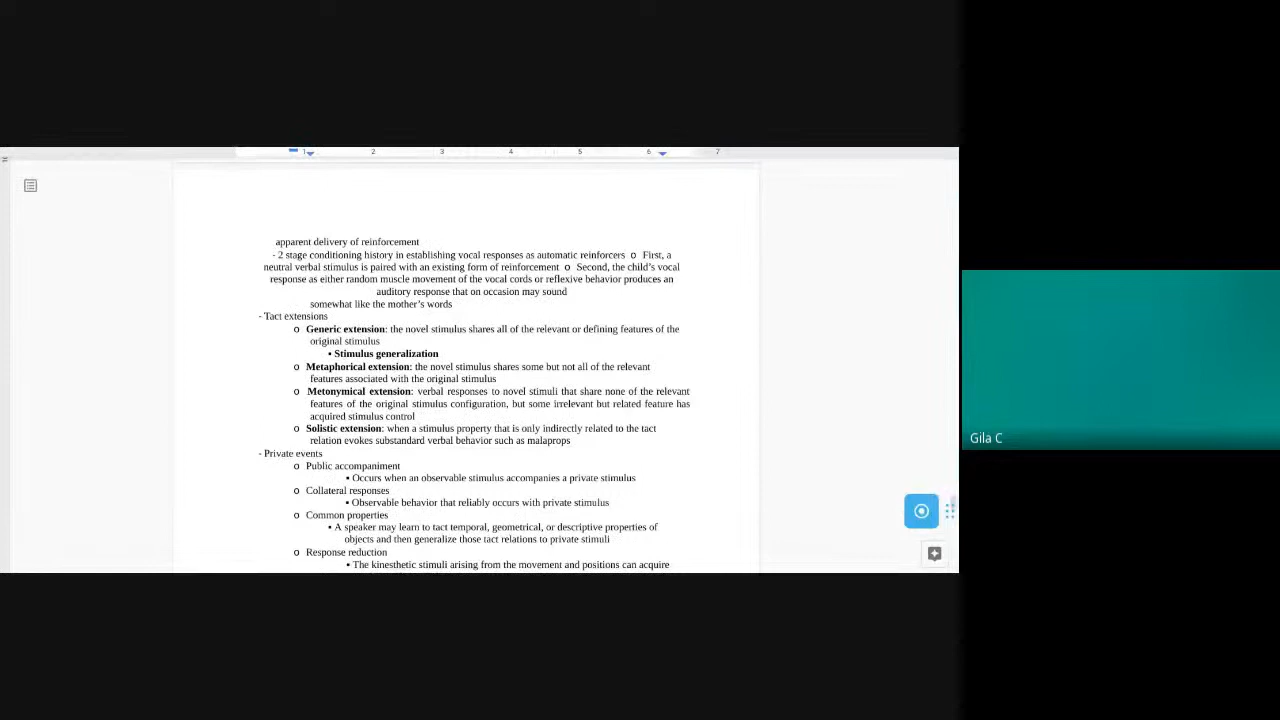 1 2 3 4 5 6 7
apparent delivery of reinforcement
- 2 stage conditioning history in establishing vocal responses as automatic reinforcers o First, a
neutral verbal stimulus is paired with an existing form of reinforcement o Second, the child's vocal
response as either random muscle movement of the vocal cords or reflexive behavior produces an
auditory response that on occasion may sound
somewhat like the mother's words
- Tact extensions
o Generic extension: the novel stimulus shares all of the relevant or defining features of the
original stimulus
▪ Stimulus generalization
o Metaphorical extension: the novel stimulus shares some but not all of the relevant
features associated with the original stimulus
o Metonymical extension: verbal responses to novel stimuli that share none of the relevant
features of the original stimulus configuration, but some irrelevant but related feature has
acquired stimulus control
o Solistic extension: when a stimulus property that is only indirectly related to the tact
relation evokes substandard verbal behavior such as malaprops
- Private events
o Public accompaniment
▪ Occurs when an observable stimulus accompanies a private stimulus
o Collateral responses
▪ Observable behavior that reliably occurs with private stimulus
o Common properties
▪ A speaker may learn to tact temporal, geometrical, or descriptive properties of
objects and then generalize those tact relations to private stimuli
o Response reduction
▪ The kinesthetic stimuli arising from the movement and positions can acquire
Gila C